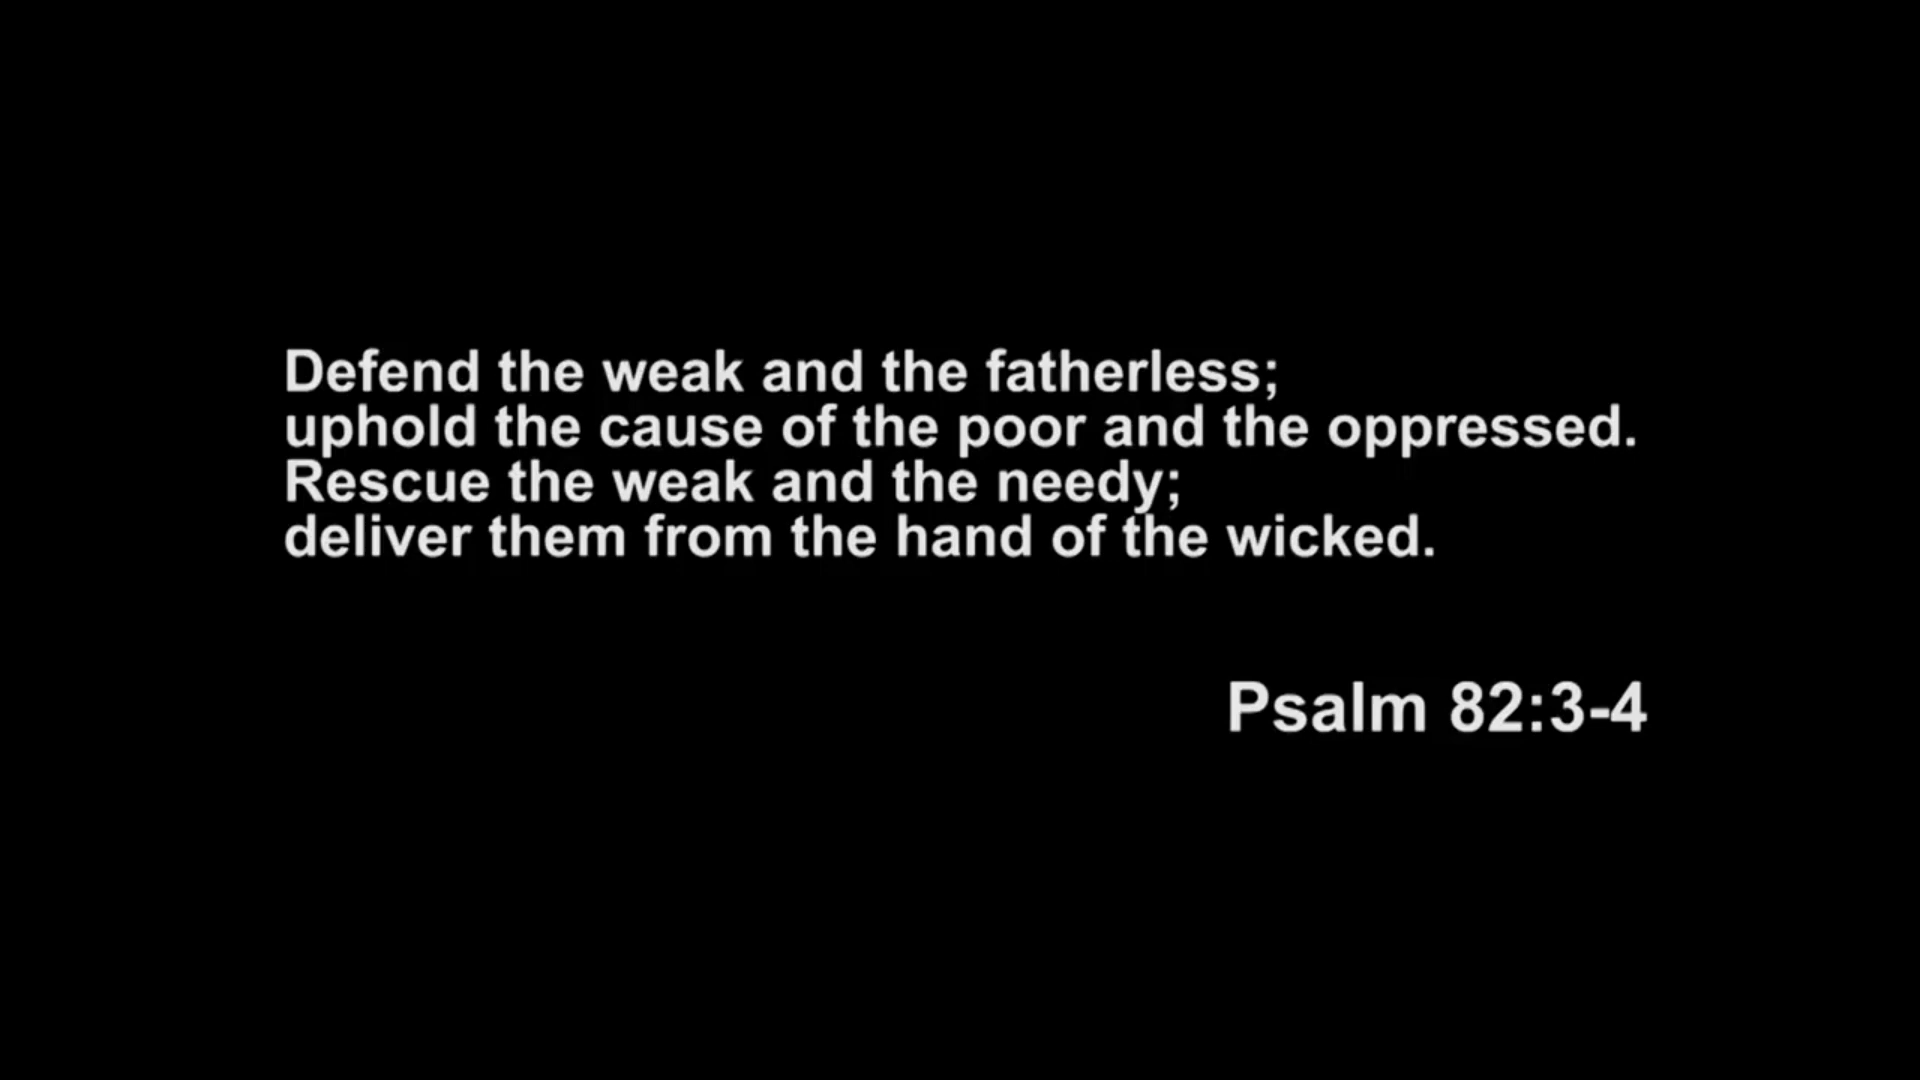 Defend the weak and the fatherless;
uphold the cause of the poor and the oppressed.
Rescue the weak and the needy;
deliver them from the hand of the wicked.
Psalm 82:3-4